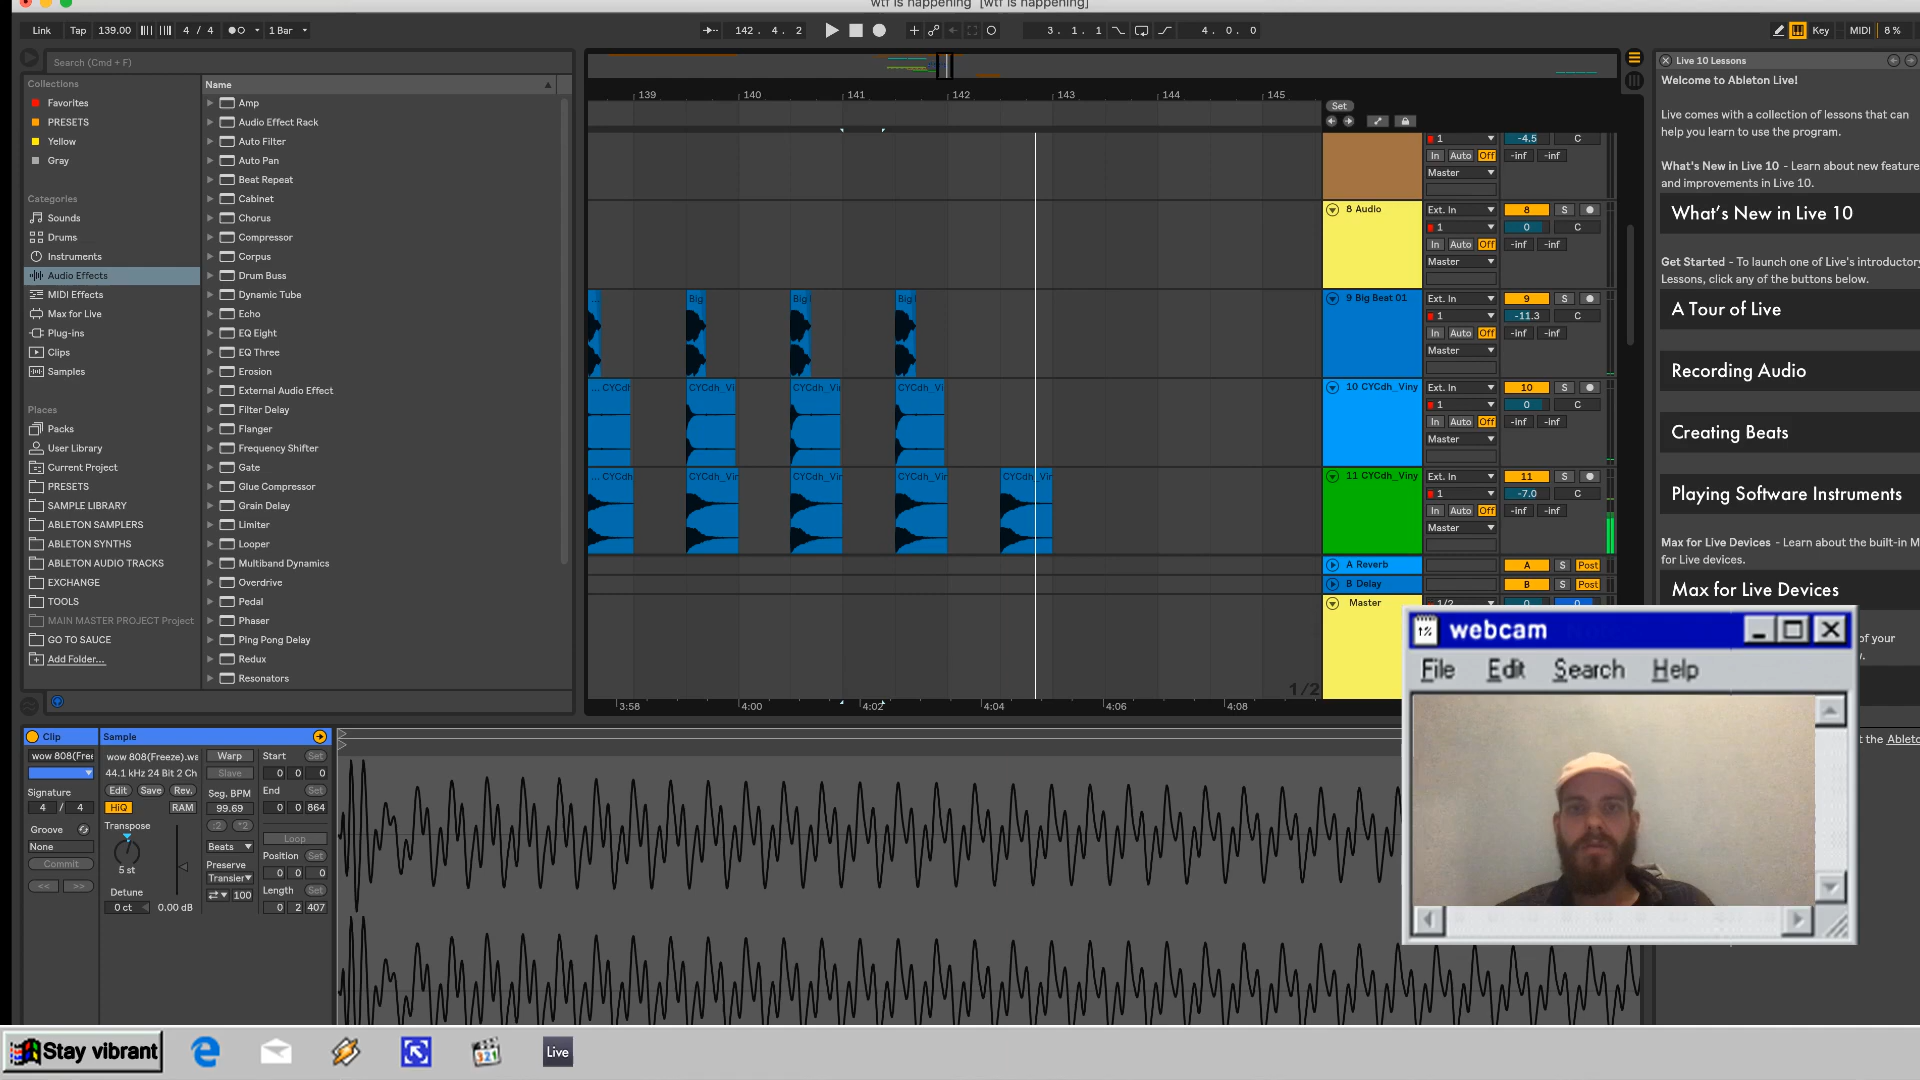 wtf is happening [wtf is happening]
Link Tap 139.00 4 / 4 1 Bar 142. 4. 2 3. 1. 1 4. 0. 0 Key MIDI 8 %
Search (Cmd + F)
Collections
Favorites
PRESETS
Yellow
Gray
Categories
Sounds
Drums
Instruments
Audio Effects
MIDI Effects
Max for Live
Plug-ins
Clips
Samples
Places
Packs
User Library
Current Project
PRESETS
SAMPLE LIBRARY
ABLETON SAMPLERS
ABLETON SYNTHS
ABLETON AUDIO TRACKS
EXCHANGE
TOOLS
MAIN MASTER PROJECT Project
GO TO SAUCE
Add Folder...
Name
Amp
Audio Effect Rack
Auto Filter
Auto Pan
Beat Repeat
Cabinet
Chorus
Compressor
Corpus
Drum Buss
Dynamic Tube
Echo
EQ Eight
EQ Three
Erosion
External Audio Effect
Filter Delay
Flanger
Frequency Shifter
Gate
Glue Compressor
Grain Delay
Limiter
Looper
Multiband Dynamics
Overdrive
Pedal
Phaser
Ping Pong Delay
Redux
Resonators
139 140 141 142 143 144 145
Set
1 -4.5 C
In Auto Off -inf -inf
Master
8 Audio Ext. In 8 S
1 0 C
In Auto Off -inf -inf
Master
... Big Big Big 9 Big Beat 01 Ext. In 9 S
1 -11.3 C
In Auto Off -inf -inf
Master
... CYCdh CYCdh_Vi CYCdh_Vi CYCdh_Vi 10 CYCdh_Viny Ext. In 10 S
1 0 C
In Auto Off -inf -inf
Master
... CYCdh CYCdh_Vir CYCdh_Vir CYCdh_Vir CYCdh_Vir 11 CYCdh_Viny Ext. In 11 S
1 -7.0 C
In Auto Off -inf -inf
Master
A Reverb A S Post
B Delay B S Post
Master 1/2 0 0
1/2
3:58 4:00 4:02 4:04 4:06 4:08
Live 10 Lessons
Welcome to Ableton Live!
Live comes with a collection of lessons that can
help you learn to use the program.
What's New in Live 10 - Learn about new feature
and improvements in Live 10.
What's New in Live 10
Get Started - To launch one of Live's introductory
Lessons, click any of the buttons below.
A Tour of Live
Recording Audio
Creating Beats
Playing Software Instruments
Max for Live Devices - Learn about the built-in M
for Live devices.
Max for Live Devices
of your
t the Ableto
webcam
File Edit Search Help
Clip
wow 808(Free
Signature
4 / 4
Groove
None
Commit
<< >>
Sample
wow 808(Freeze).wa
44.1 kHz 24 Bit 2 Ch
Edit Save Rev.
HiQ RAM
Transpose
5 st
Detune
0 ct 0.00 dB
Warp
Slave
Seg. BPM
99.69
:2 *2
Beats
Preserve
Transier
100
Start Set
0 0 0
End Set
0 0 864
Loop
Position Set
0 0 0
Length Set
0 2 407
Stay vibrant
321
Live